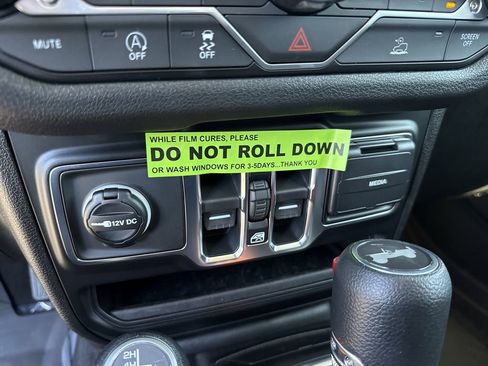 MUTE
OFF
OFF
SCREEN
OFF
WHILE FILM CURES, PLEASE
DO NOT ROLL DOWN
OR WASH WINDOWS FOR 3-5DAYS...THANK YOU
12V DC
MEDIA
2H
4H